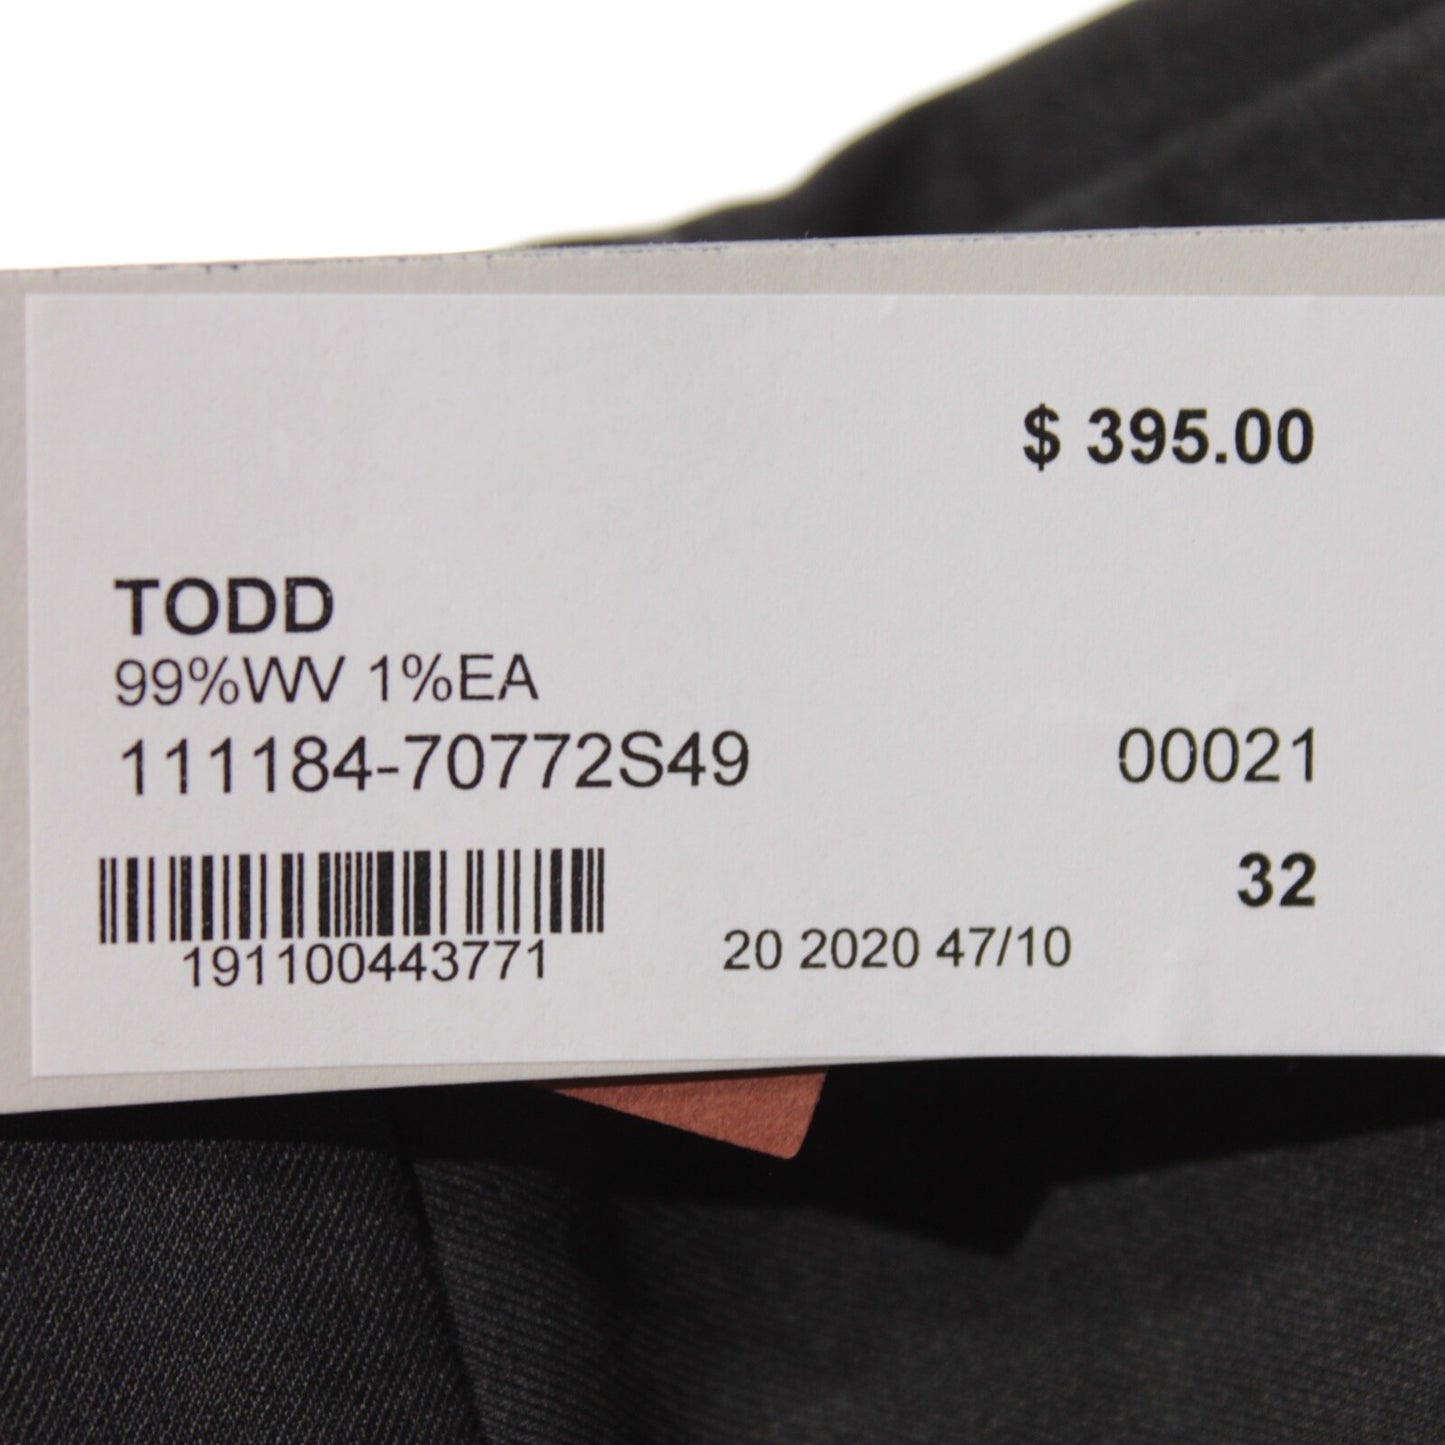 $ 395.00
TODD
99%WV 1%EA
111184-70772S49 00021
32
191100443771 20 2020 47/10